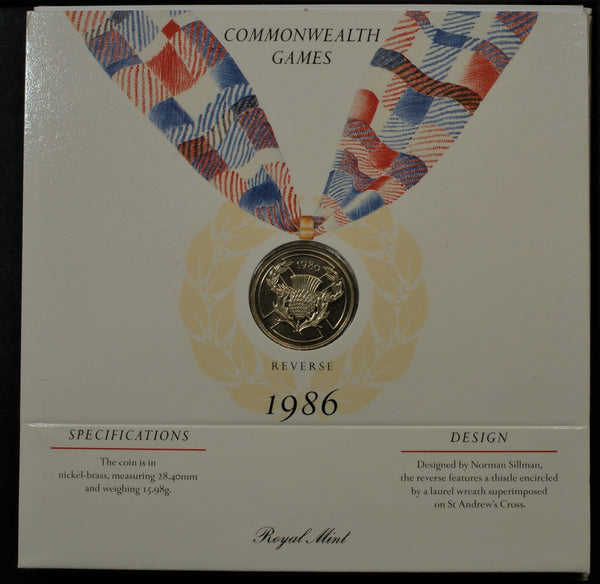 COMMONWEALTH
GAMES
1986
REVERSE
1986
SPECIFICATIONS
The coin is in
nickel-brass, measuring 28.40mm
and weighing 15.98g.
DESIGN
Designed by Norman Sillman,
the reverse features a thistle encircled
by a laurel wreath superimposed
on St Andrew's Cross.
Royal Mint